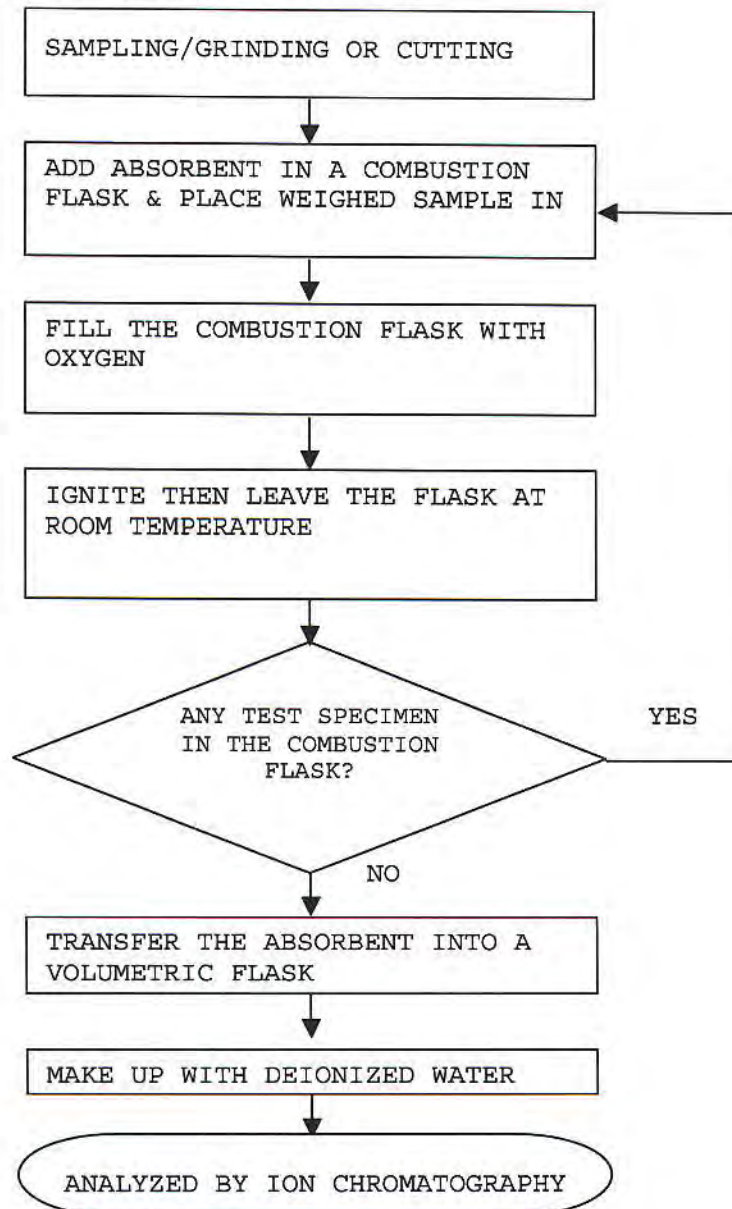 SAMPLING/GRINDING OR CUTTING
ADD ABSORBENT IN A COMBUSTION
FLASK & PLACE WEIGHED SAMPLE IN
FILL THE COMBUSTION FLASK WITH
OXYGEN
IGNITE THEN LEAVE THE FLASK AT
ROOM TEMPERATURE
ANY TEST SPECIMEN
IN THE COMBUSTION
FLASK?
YES
NO
TRANSFER THE ABSORBENT INTO A
VOLUMETRIC FLASK
MAKE UP WITH DEIONIZED WATER
ANALYZED BY ION CHROMATOGRAPHY